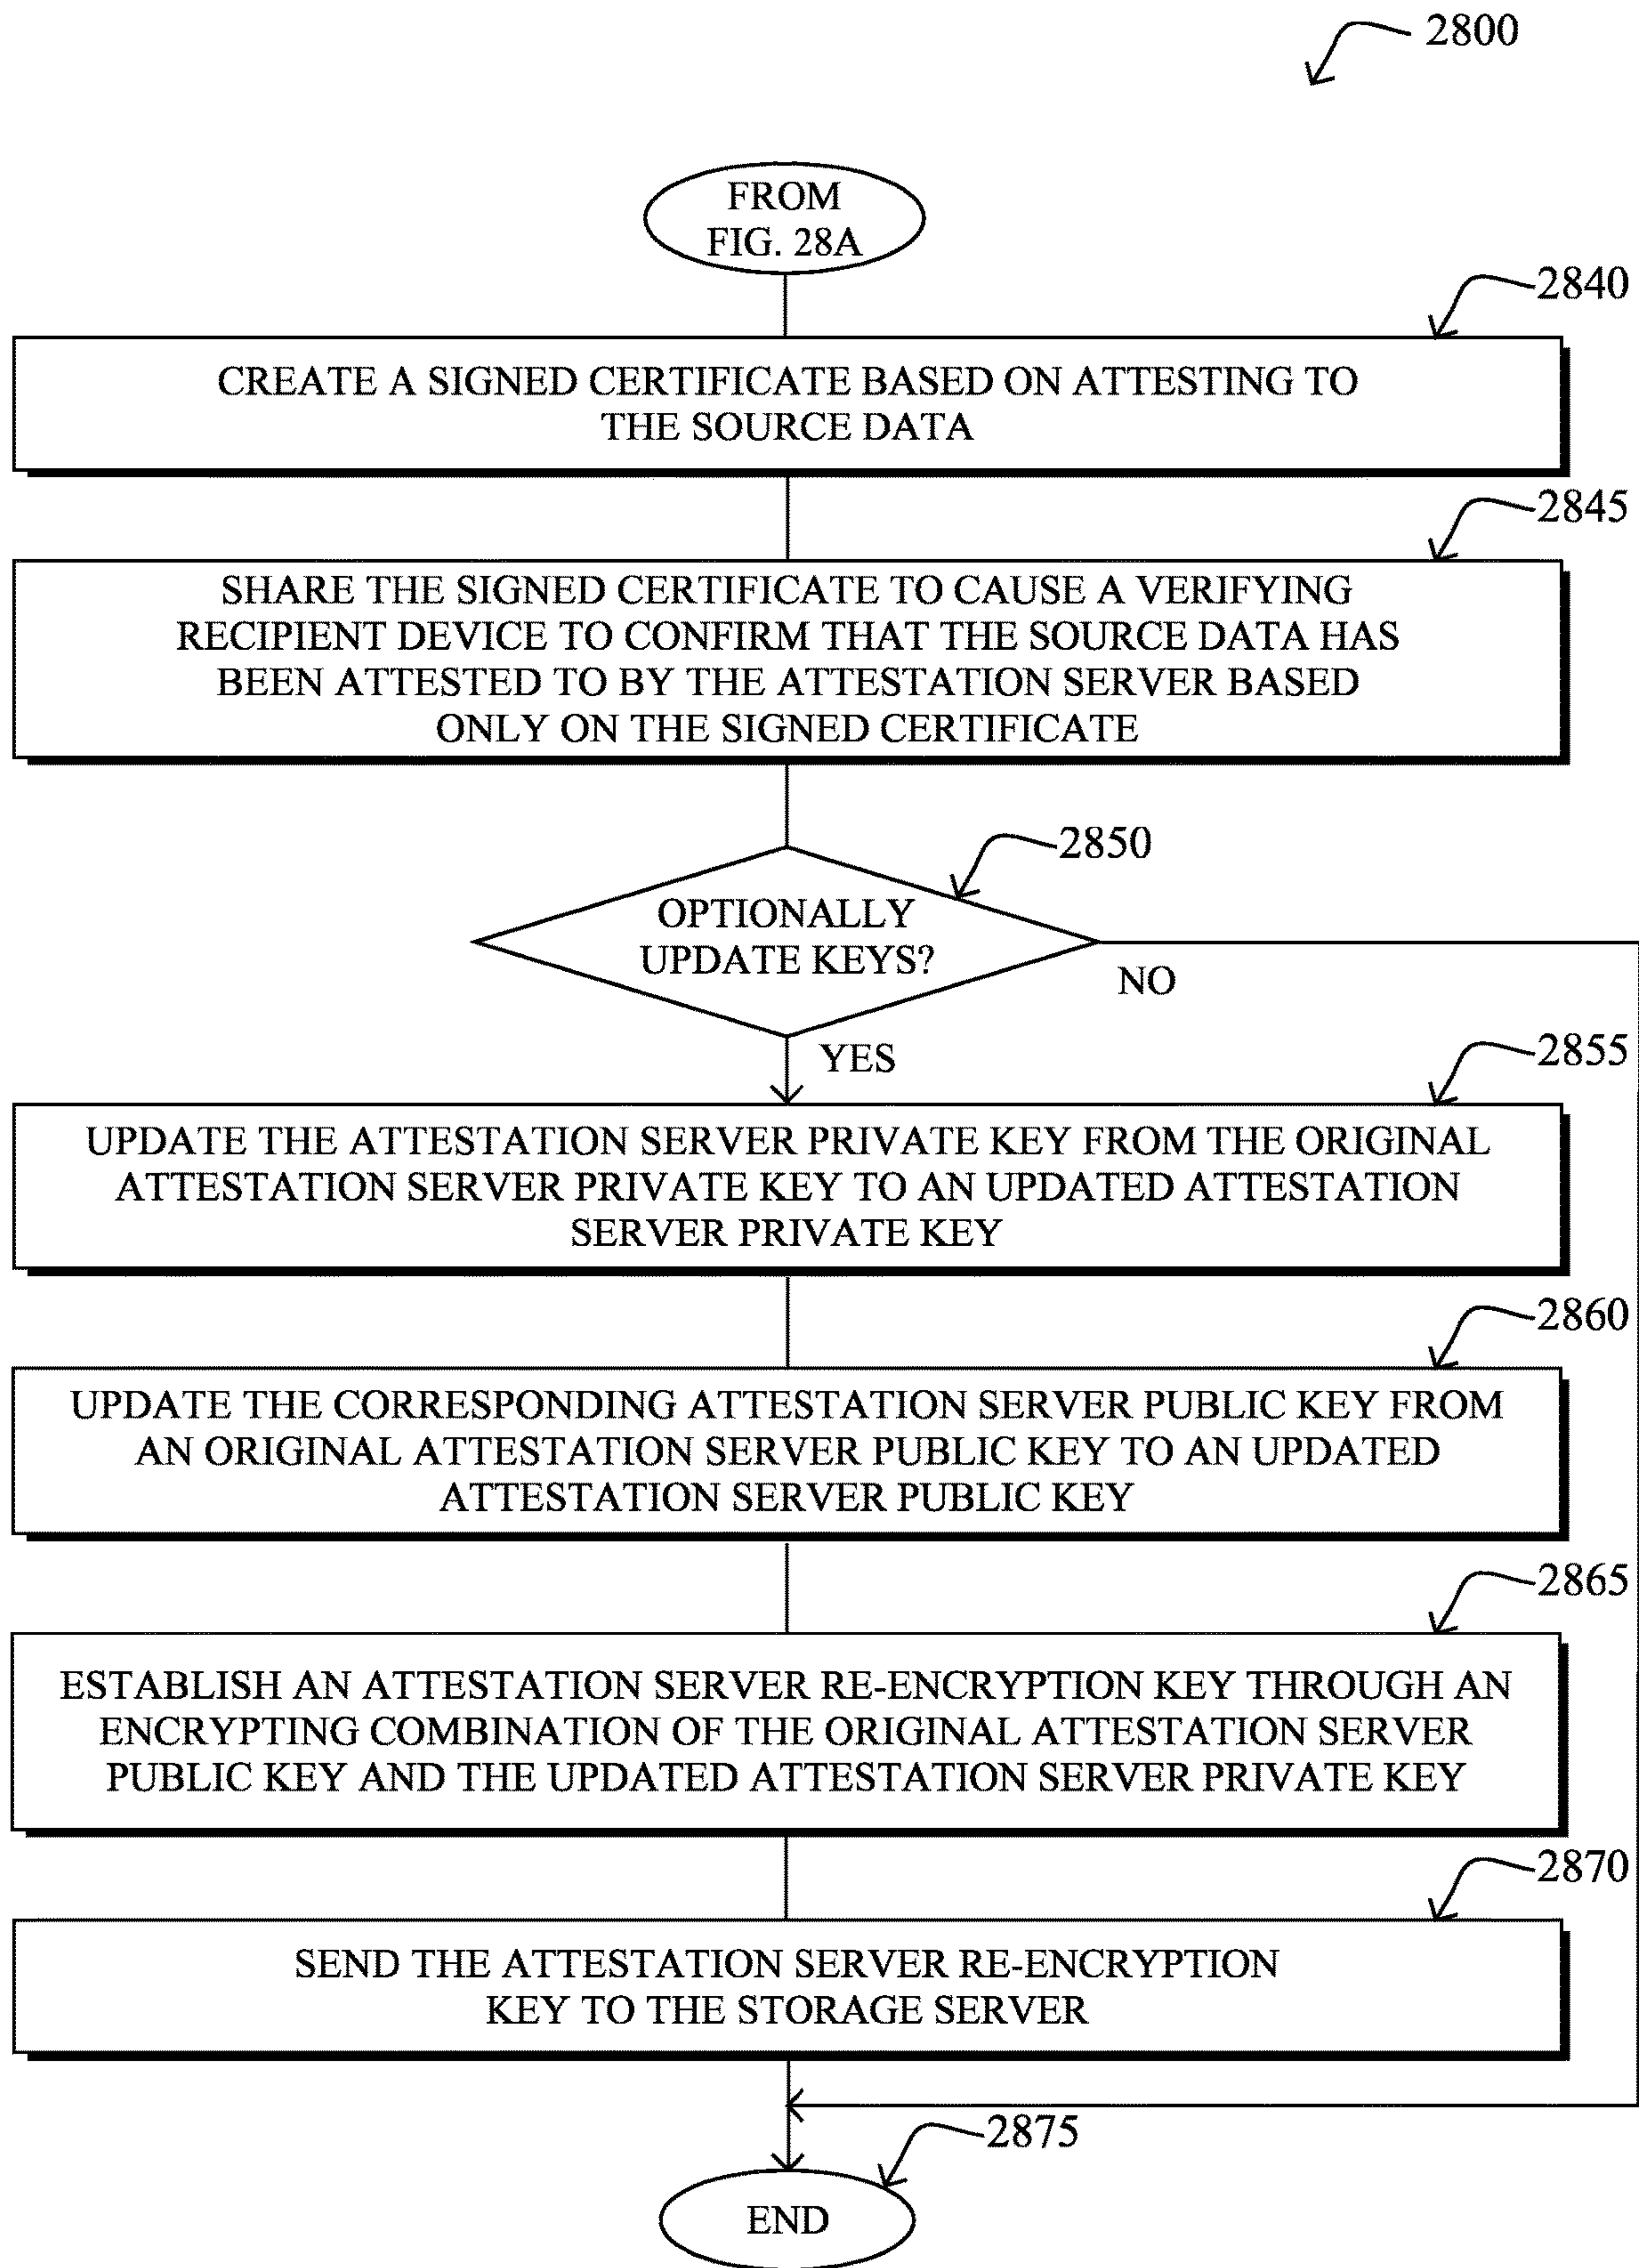 2800
FROM
FIG. 28A
2840
CREATE A SIGNED CERTIFICATE BASED ON ATTESTING TO
THE SOURCE DATA
2845
SHARE THE SIGNED CERTIFICATE TO CAUSE A VERIFYING
RECIPIENT DEVICE TO CONFIRM THAT THE SOURCE DATA HAS
BEEN ATTESTED TO BY THE ATTESTATION SERVER BASED
ONLY ON THE SIGNED CERTIFICATE
2850
OPTIONALLY
UPDATE KEYS?
NO
YES
2855
UPDATE THE ATTESTATION SERVER PRIVATE KEY FROM THE ORIGINAL
ATTESTATION SERVER PRIVATE KEY TO AN UPDATED ATTESTATION
SERVER PRIVATE KEY
2860
UPDATE THE CORRESPONDING ATTESTATION SERVER PUBLIC KEY FROM
AN ORIGINAL ATTESTATION SERVER PUBLIC KEY TO AN UPDATED
ATTESTATION SERVER PUBLIC KEY
2865
ESTABLISH AN ATTESTATION SERVER RE-ENCRYPTION KEY THROUGH AN
ENCRYPTING COMBINATION OF THE ORIGINAL ATTESTATION SERVER
PUBLIC KEY AND THE UPDATED ATTESTATION SERVER PRIVATE KEY
2870
SEND THE ATTESTATION SERVER RE-ENCRYPTION
KEY TO THE STORAGE SERVER
2875
END